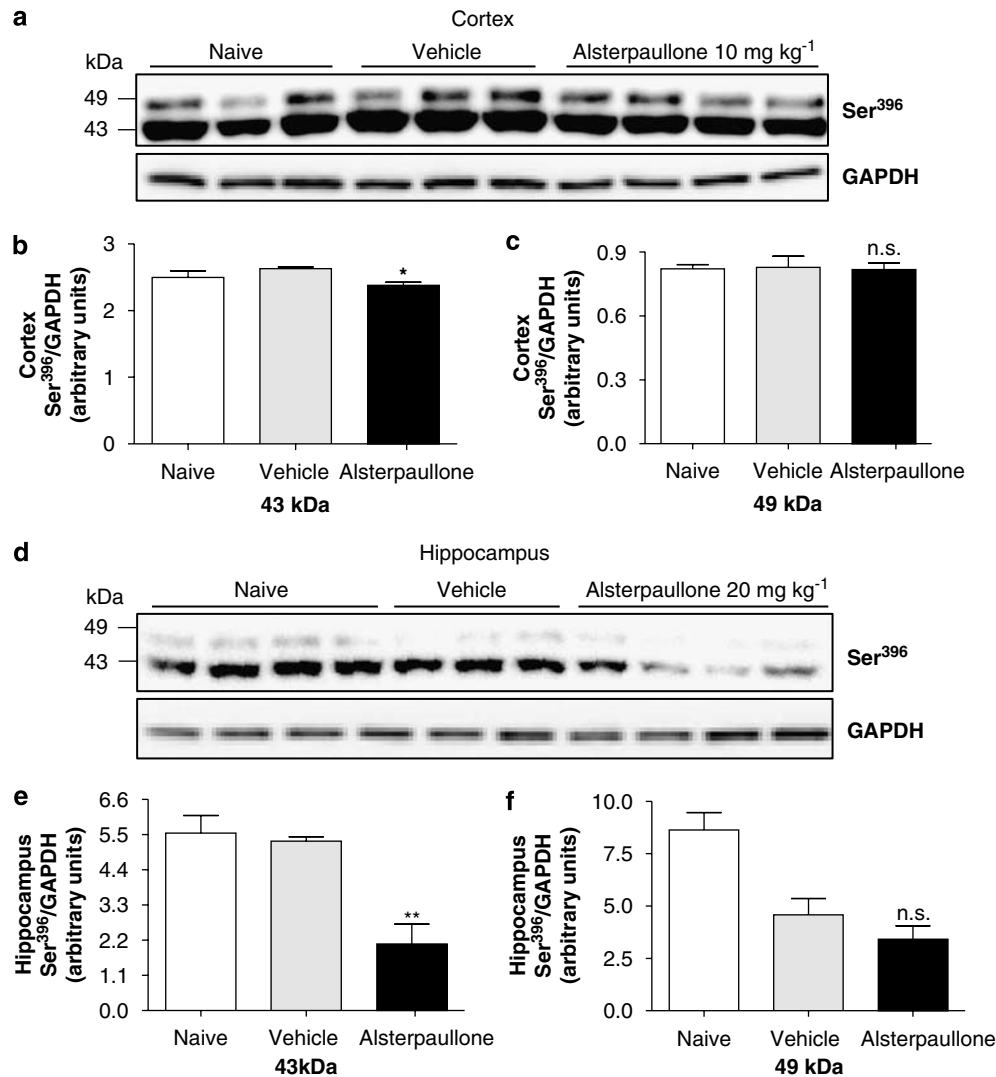 a
Cortex
Naive Vehicle Alsterpaullone 10 mg kg⁻¹
kDa
49
43
Ser³⁹⁶
GAPDH
b
Cortex
Ser³⁹⁶/GAPDH
(arbitrary units)
3
2
1
0
*
Naive Vehicle Alsterpaullone
43 kDa
c
Cortex
Ser³⁹⁶/GAPDH
(arbitrary units)
0.9
0.6
0.3
0.0
n.s.
Naive Vehicle Alsterpaullone
49 kDa
d
Hippocampus
Naive Vehicle Alsterpaullone 20 mg kg⁻¹
kDa
49
43
Ser³⁹⁶
GAPDH
e
Hippocampus
Ser³⁹⁶/GAPDH
(arbitrary units)
6.6
5.5
4.4
3.3
2.2
1.1
0.0
**
Naive Vehicle Alsterpaullone
43kDa
f
Hippocampus
Ser³⁹⁶/GAPDH
(arbitrary units)
10.0
7.5
5.0
2.5
0.0
n.s.
Naive Vehicle Alsterpaullone
49 kDa